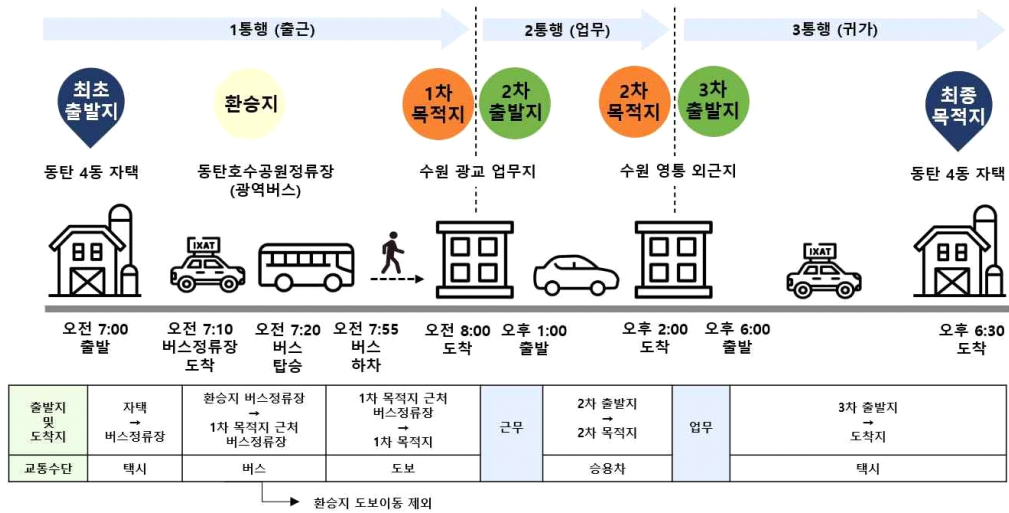 1통행 (출근)
2통행 (업무)
3통행 (귀가)
최초
출발지
환승지
1차
목적지
2차
출발지
2차
목적지
3차
출발지
최종
목적지
동탄 4동 자택
동탄호수공원정류장
(광역버스)
수원 광교 업무지
수원 영통 외근지
동탄 4동 자택
IXAT
IXAT
오전 7:00
출발
오전 7:10
버스정류장
도착
오전 7:20
버스
탑승
오전 7:55
버스
하차
오전 8:00
도착
오후 1:00
출발
오후 2:00
도착
오후 6:00
출발
오후 6:30
도착
출발지
및
도착지
자택
→
버스정류장
환승지 버스정류장
→
1차 목적지 근처
버스정류장
1차 목적지 근처
버스정류장
→
1차 목적지
근무
2차 출발지
→
2차 목적지
업무
3차 출발지
→
도착지
교통수단
택시
버스
도보
승용차
택시
환승지 도보이동 제외